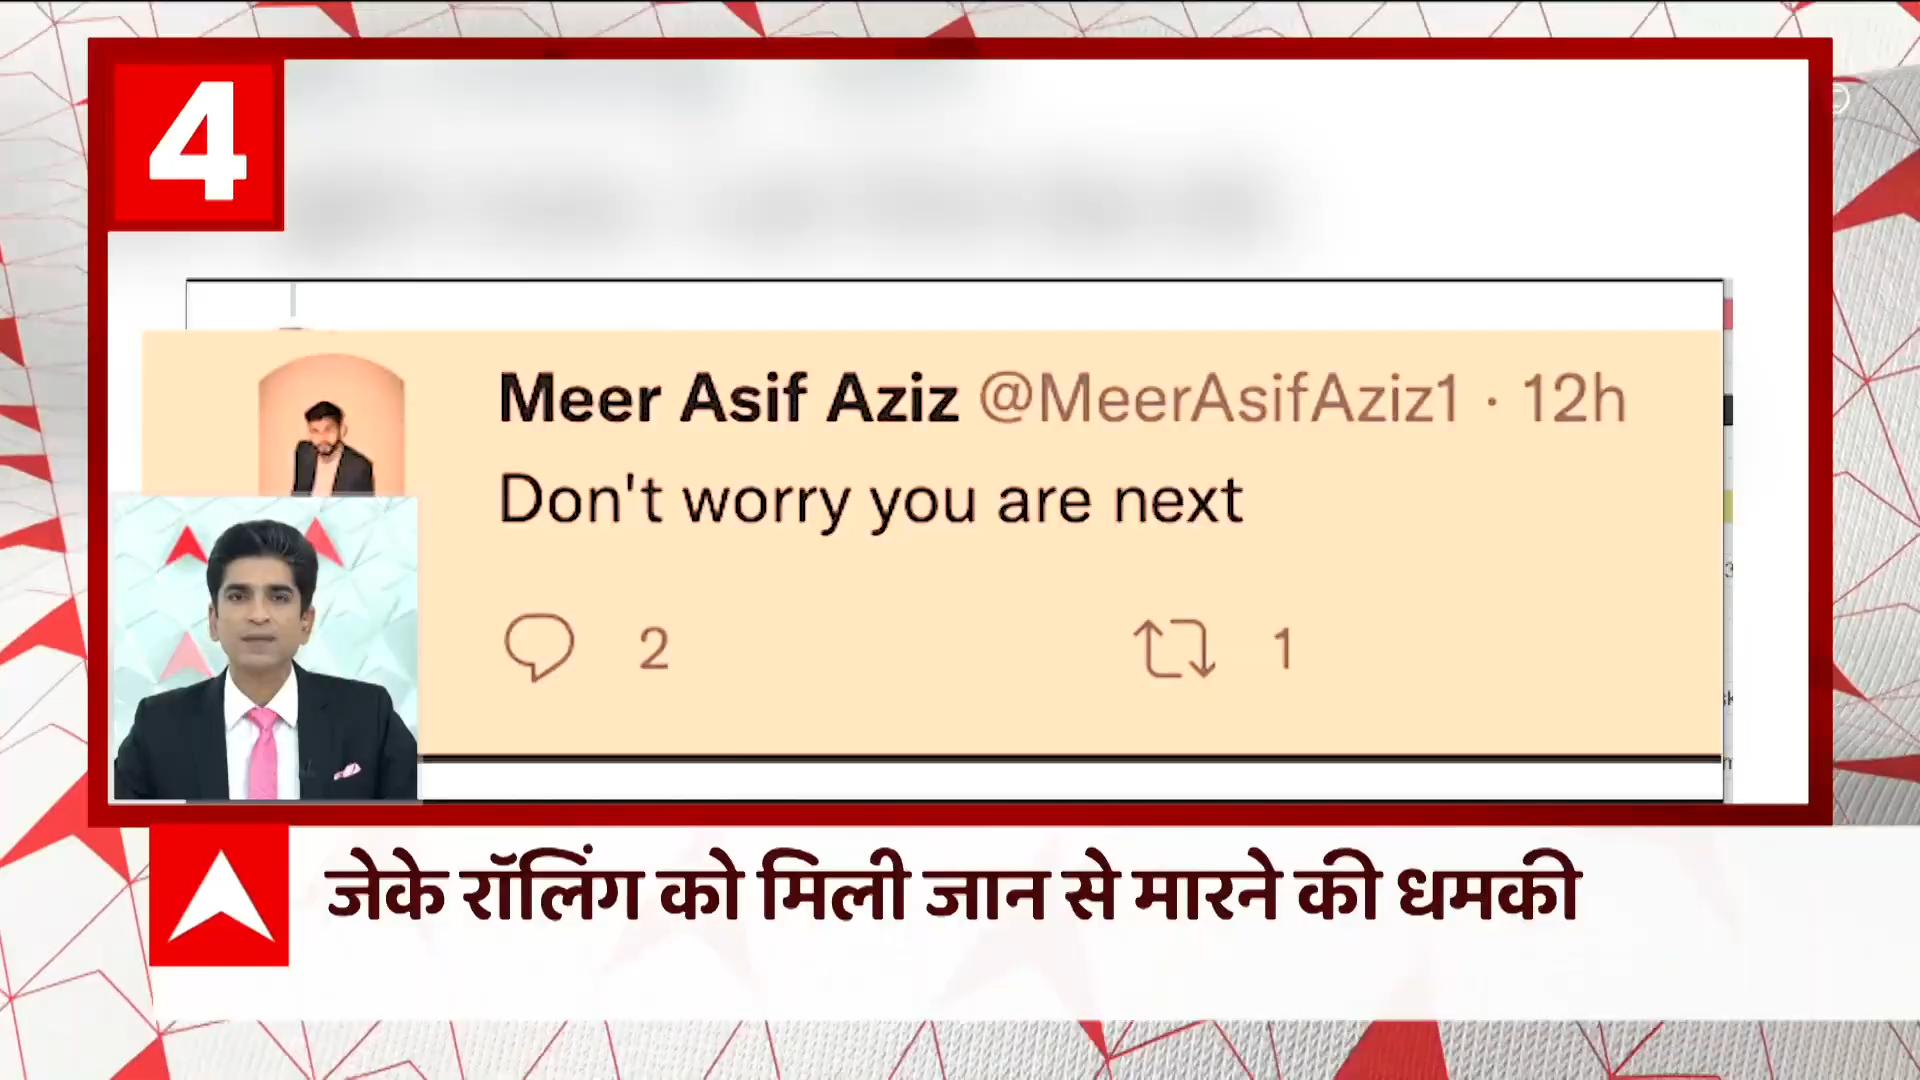 4
Meer Asif Aziz @MeerAsifAziz1 · 12h
Don't worry you are next
2 1
जेके रॉलिंग को मिली जान से मारने की धमकी